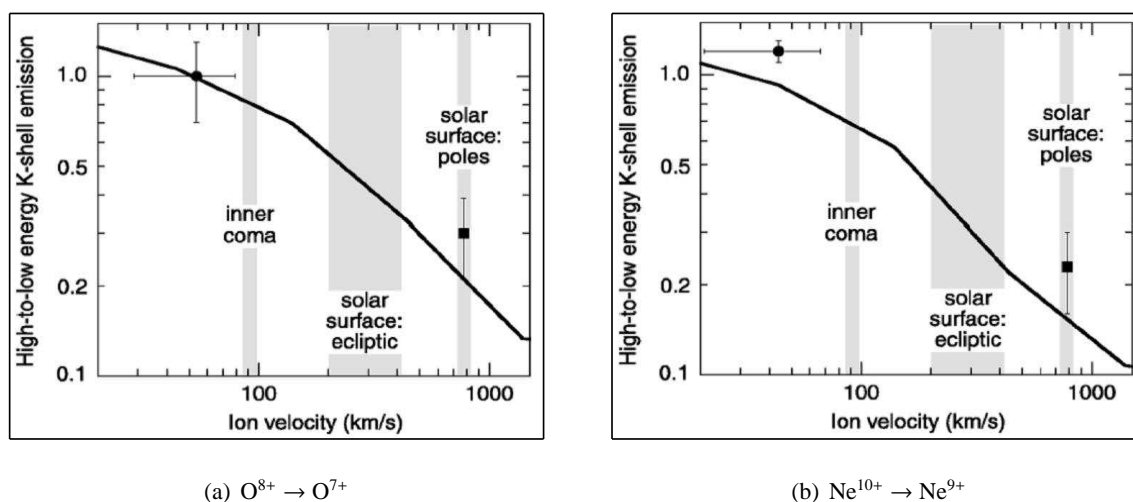 High-to-low energy K-shell emission
1.0
0.5
0.2
0.1
solar
surface:
poles
inner
coma
solar
surface:
ecliptic
100
1000
Ion velocity (km/s)
(a) O⁸⁺ → O⁷⁺
High-to-low energy K-shell emission
1.0
0.5
0.2
0.1
solar
surface:
poles
inner
coma
solar
surface:
ecliptic
100
1000
Ion velocity (km/s)
(b) Ne¹⁰⁺ → Ne⁹⁺